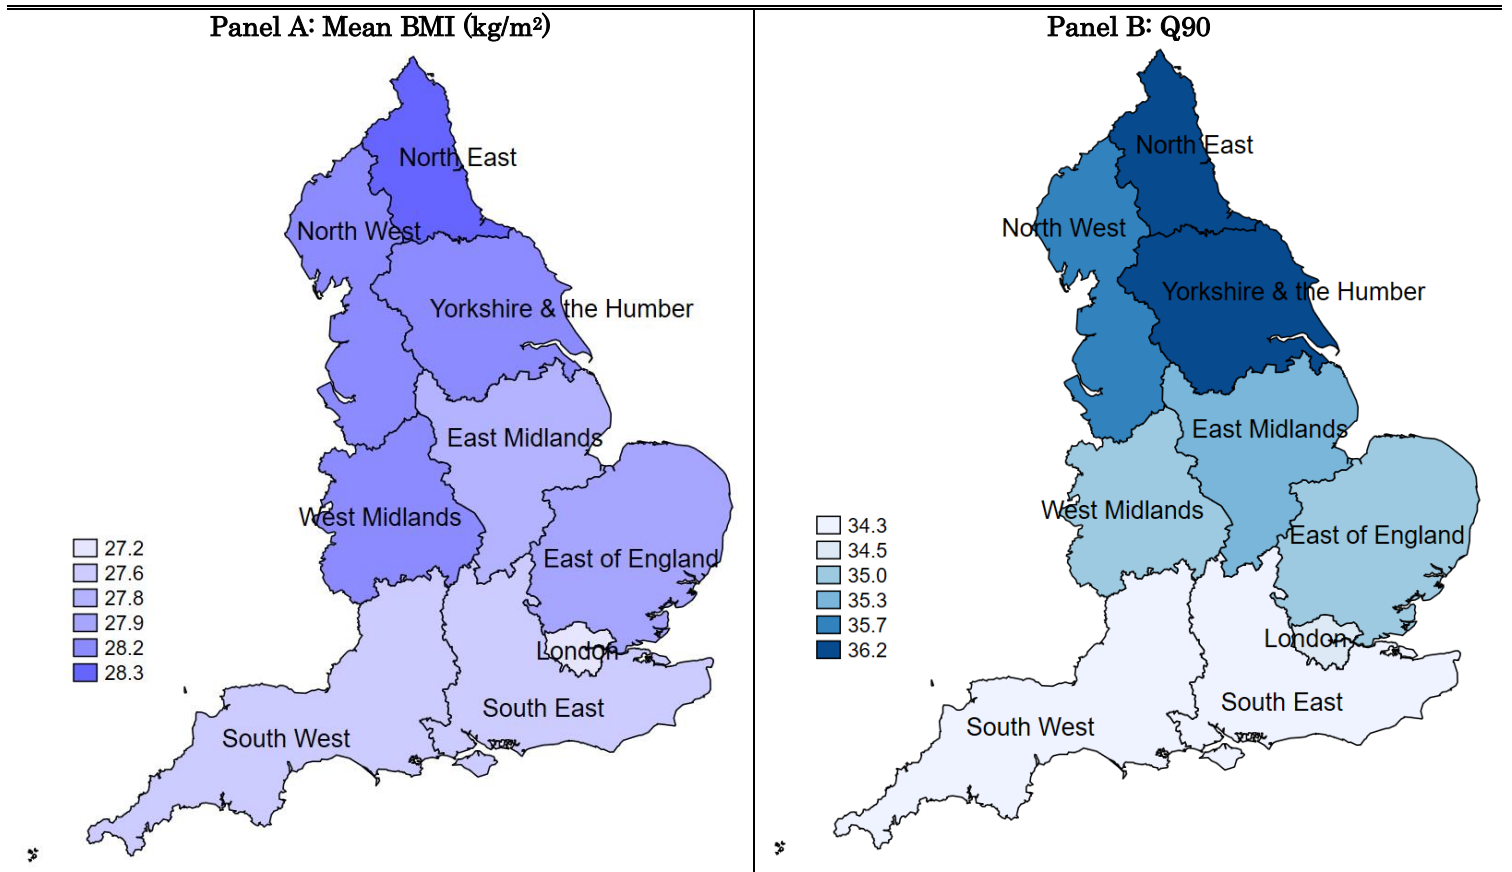 Panel A: Mean BMI (kg/m²)
North East
North West
Yorkshire & the Humber
East Midlands
West Midlands
East of England
London
South East
South West
27.2
27.6
27.8
27.9
28.2
28.3
Panel B: Q90
North East
North West
Yorkshire & the Humber
East Midlands
West Midlands
East of England
London
South East
South West
34.3
34.5
35.0
35.3
35.7
36.2